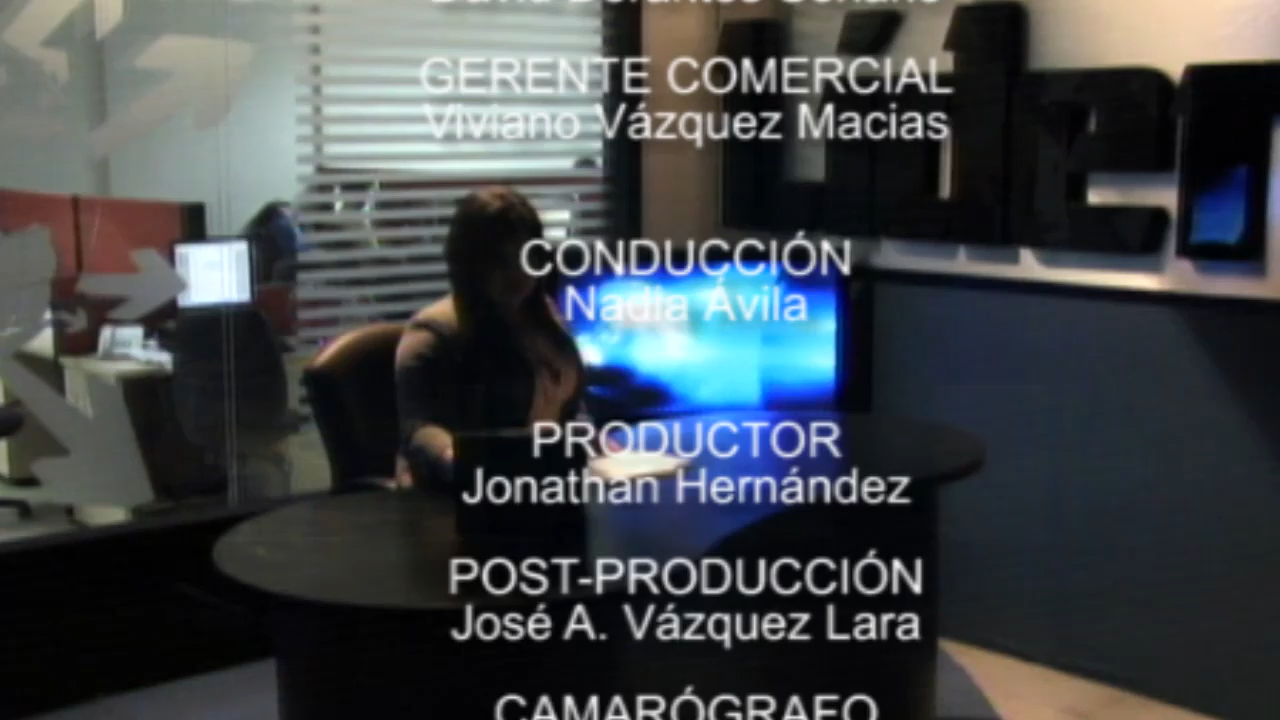 GERENTE COMERCIAL
Viviano Vázquez Macias
CONDUCCIÓN
Nadia Ávila
PRODUCTOR
Jonathan Hernández
POST-PRODUCCIÓN
José A. Vázquez Lara
CAMARÓGRAFO